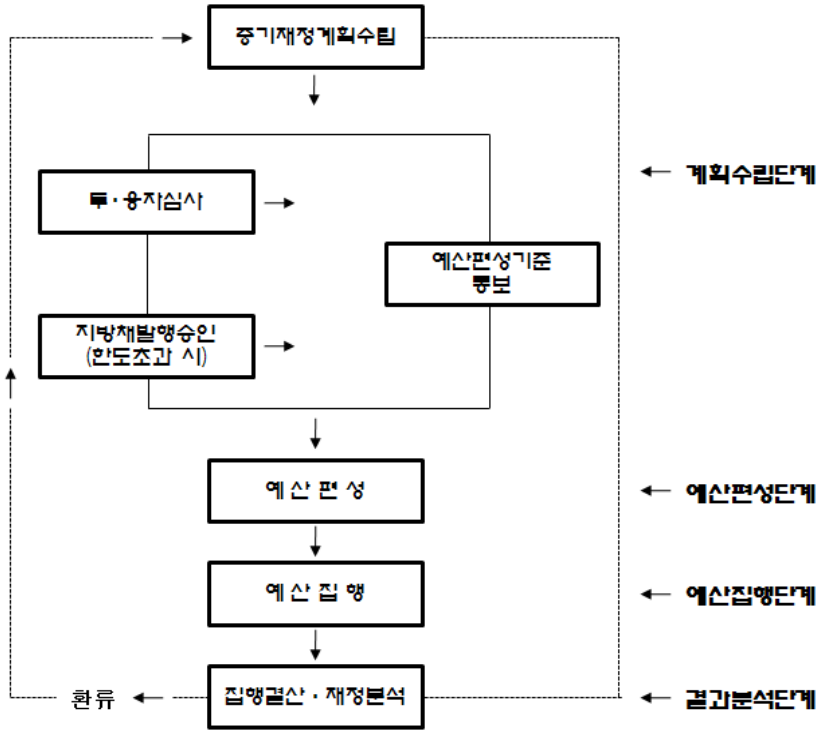 중기재정계획수립
계획수립단계
투·융자심사
예산편성기준
통보
지방채발행승인
(한도초과 시)
예 산 편 성
예산편성단계
예 산 집 행
예산집행단계
환류
집행결산·재정분석
결과분석단계